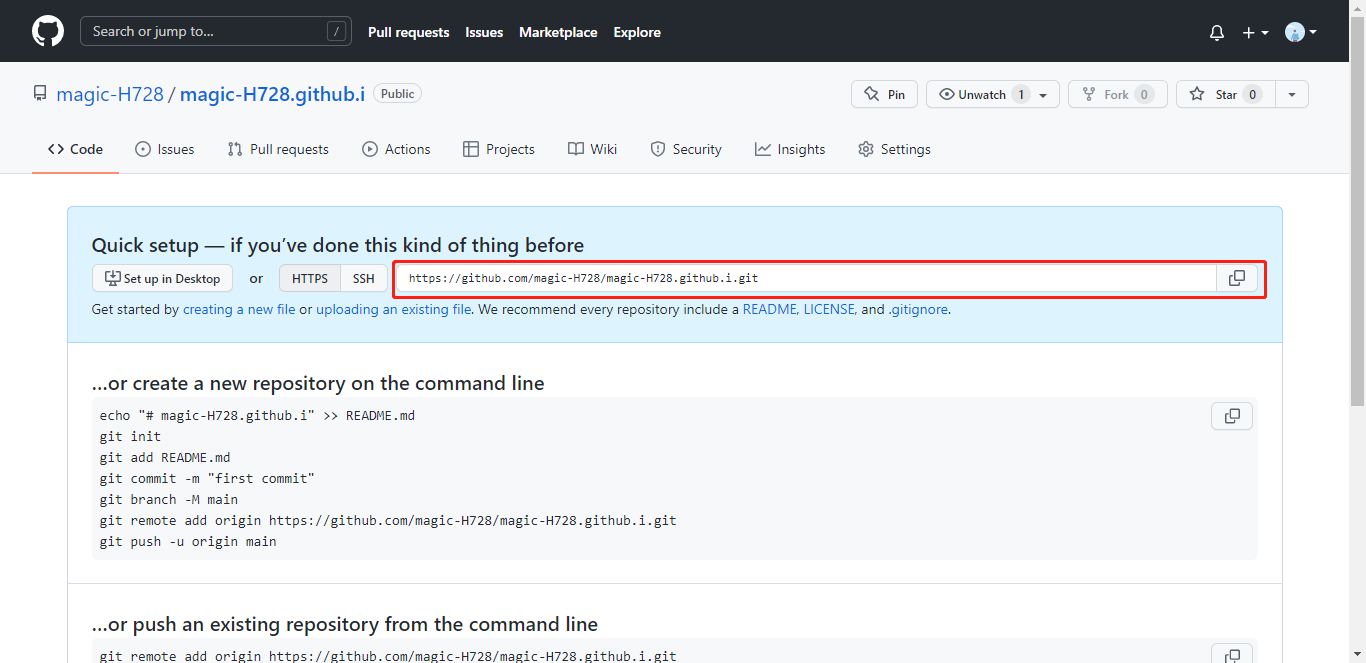 Search or jump to... / Pull requests Issues Marketplace Explore
magic-H728 / magic-H728.github.i Public Pin Unwatch 1 Fork 0 Star 0
Code Issues Pull requests Actions Projects Wiki Security Insights Settings
Quick setup — if you’ve done this kind of thing before
Set up in Desktop or HTTPS SSH https://github.com/magic-H728/magic-H728.github.i.git
Get started by creating a new file or uploading an existing file. We recommend every repository include a README, LICENSE, and .gitignore.
…or create a new repository on the command line
echo "# magic-H728.github.i" >> README.md
git init
git add README.md
git commit -m "first commit"
git branch -M main
git remote add origin https://github.com/magic-H728/magic-H728.github.i.git
git push -u origin main
…or push an existing repository from the command line
git remote add origin https://github.com/magic-H728/magic-H728.github.i.git